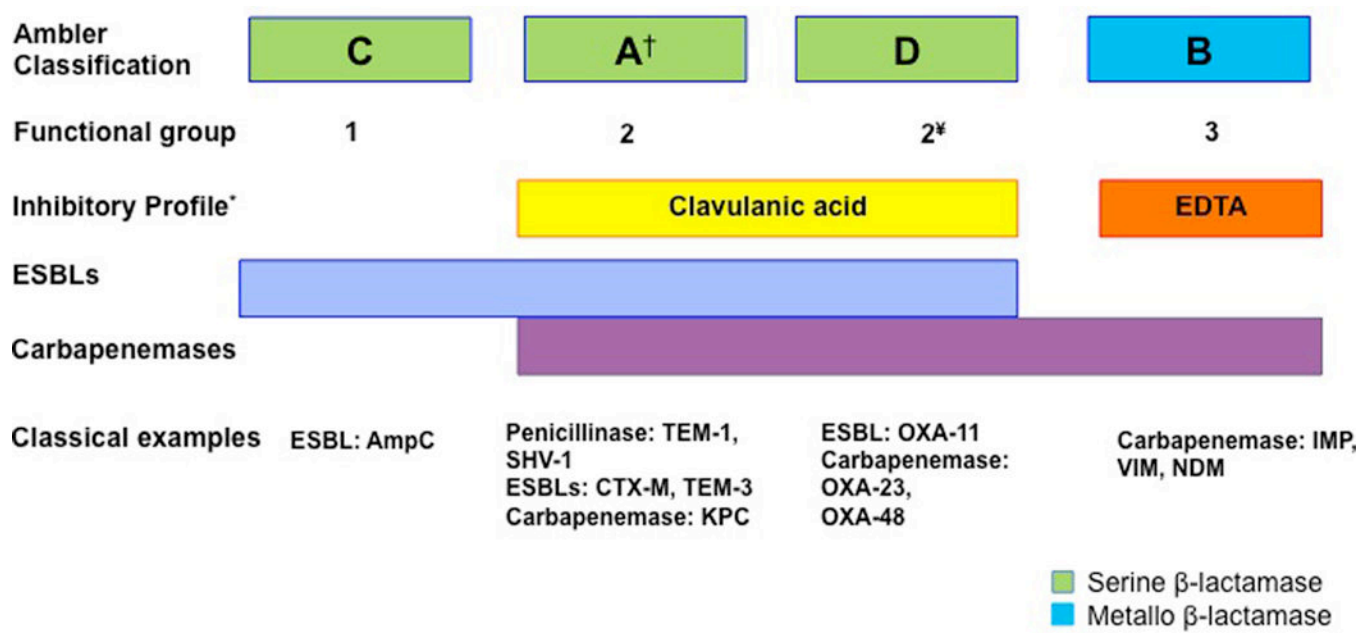 Ambler
Classification
C
A†
D
B
Functional group
1
2
2¥
3
Inhibitory Profile*
Clavulanic acid
EDTA
ESBLs
Carbapenemases
Classical examples
ESBL: AmpC
Penicillinase: TEM-1,
SHV-1
ESBLs: CTX-M, TEM-3
Carbapenemase: KPC
ESBL: OXA-11
Carbapenemase:
OXA-23,
OXA-48
Carbapenemase: IMP,
VIM, NDM
Serine β-lactamase
Metallo β-lactamase